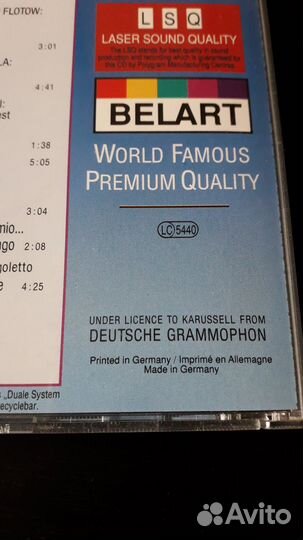 FLOTOW:
3:01
LA:
4:41
I:
est
1:38
5:05
3:04
nio...
ngo 2:08
goletto
e 4:25
s „Duale System
ecyclebar.
LSQ
LASER SOUND QUALITY
The LSQ stands for best quality in sound
production and recording which is guaranteed for
this CD by Polygram Manufacturing Centres.
BELART
WORLD FAMOUS
PREMIUM QUALITY
LC 5440
UNDER LICENCE TO KARUSSELL FROM
DEUTSCHE GRAMMOPHON
Printed in Germany / Imprimé en Allemagne
Made in Germany
Avito